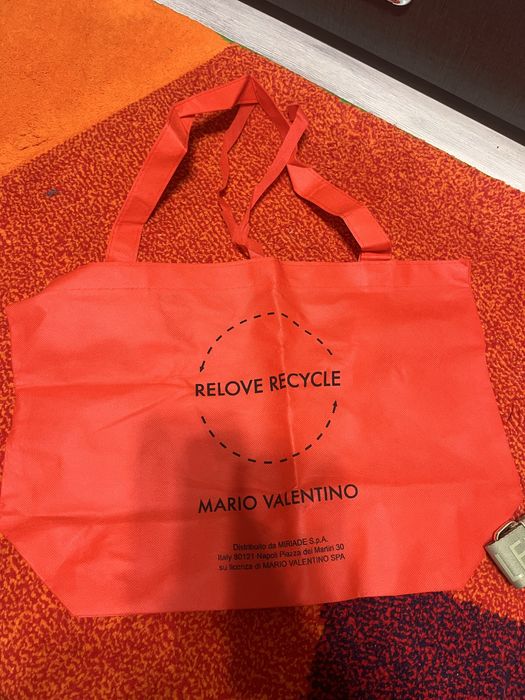 RELOVE RECYCLE
MARIO VALENTINO
Distribuito da MIRIADE S.p.A.
Italy 80121 Napoli Piazza dei Martiri 30
su licenza di MARIO VALENTINO SPA